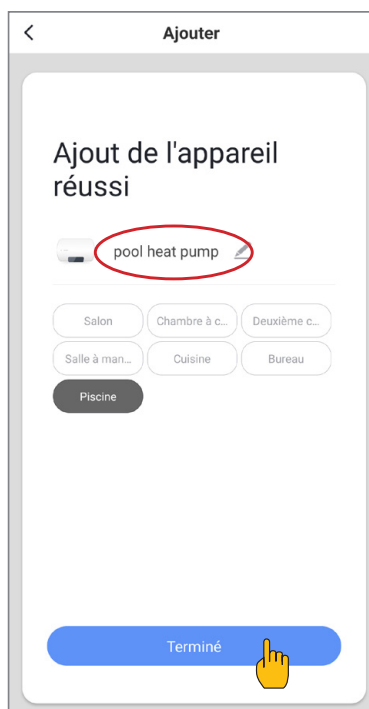 Ajouter
Ajout de l'appareil
réussi
pool heat pump
Salon
Chambre à c...
Deuxième c...
Salle à man...
Cuisine
Bureau
Piscine
Terminé